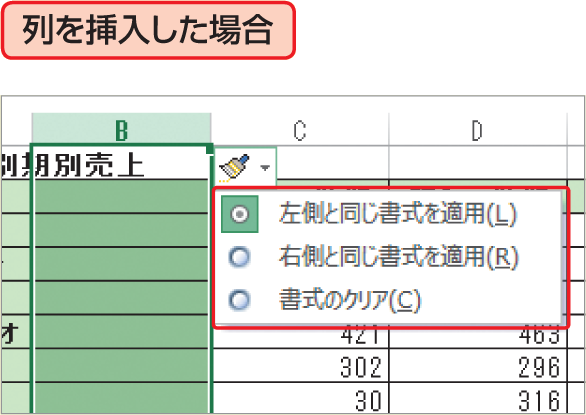 列を挿入した場合
B C D
別期別売上
左側と同じ書式を適用(L)
右側と同じ書式を適用(R)
書式のクリア(C)
オ 421 463
302 296
30 316